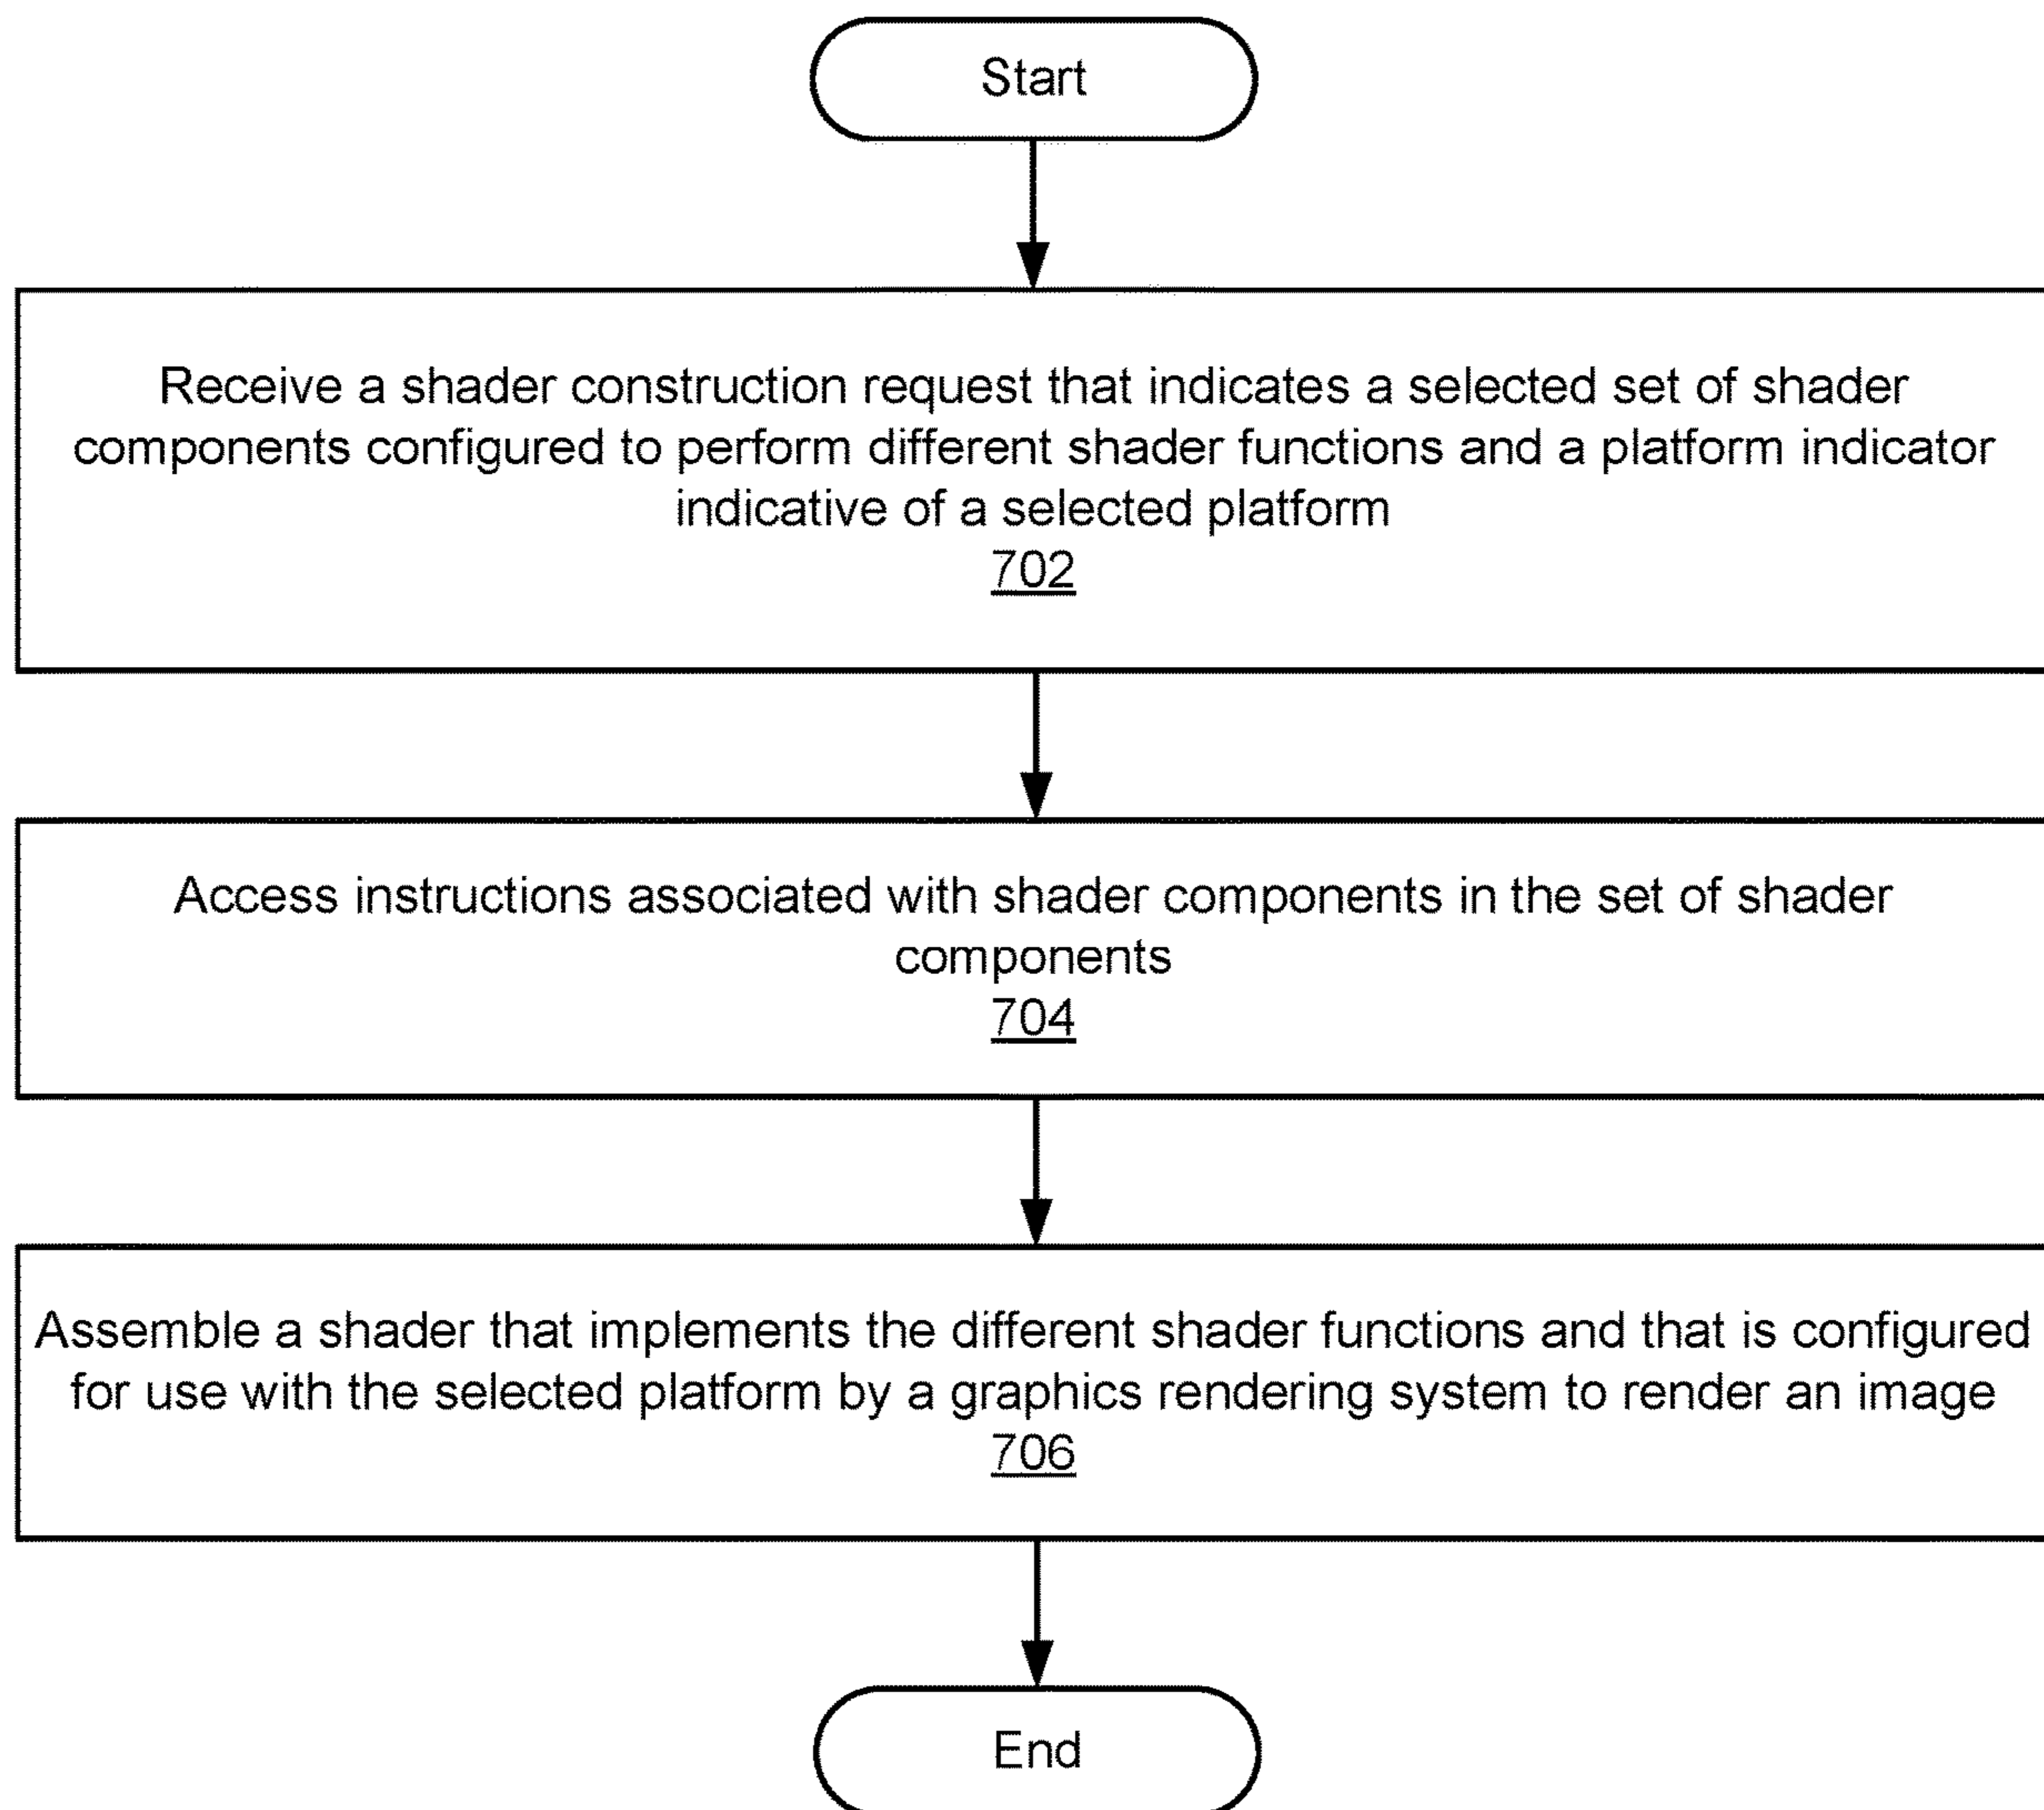 Start
Receive a shader construction request that indicates a selected set of shader
components configured to perform different shader functions and a platform indicator
indicative of a selected platform
702
Access instructions associated with shader components in the set of shader
components
704
Assemble a shader that implements the different shader functions and that is configured
for use with the selected platform by a graphics rendering system to render an image
706
End